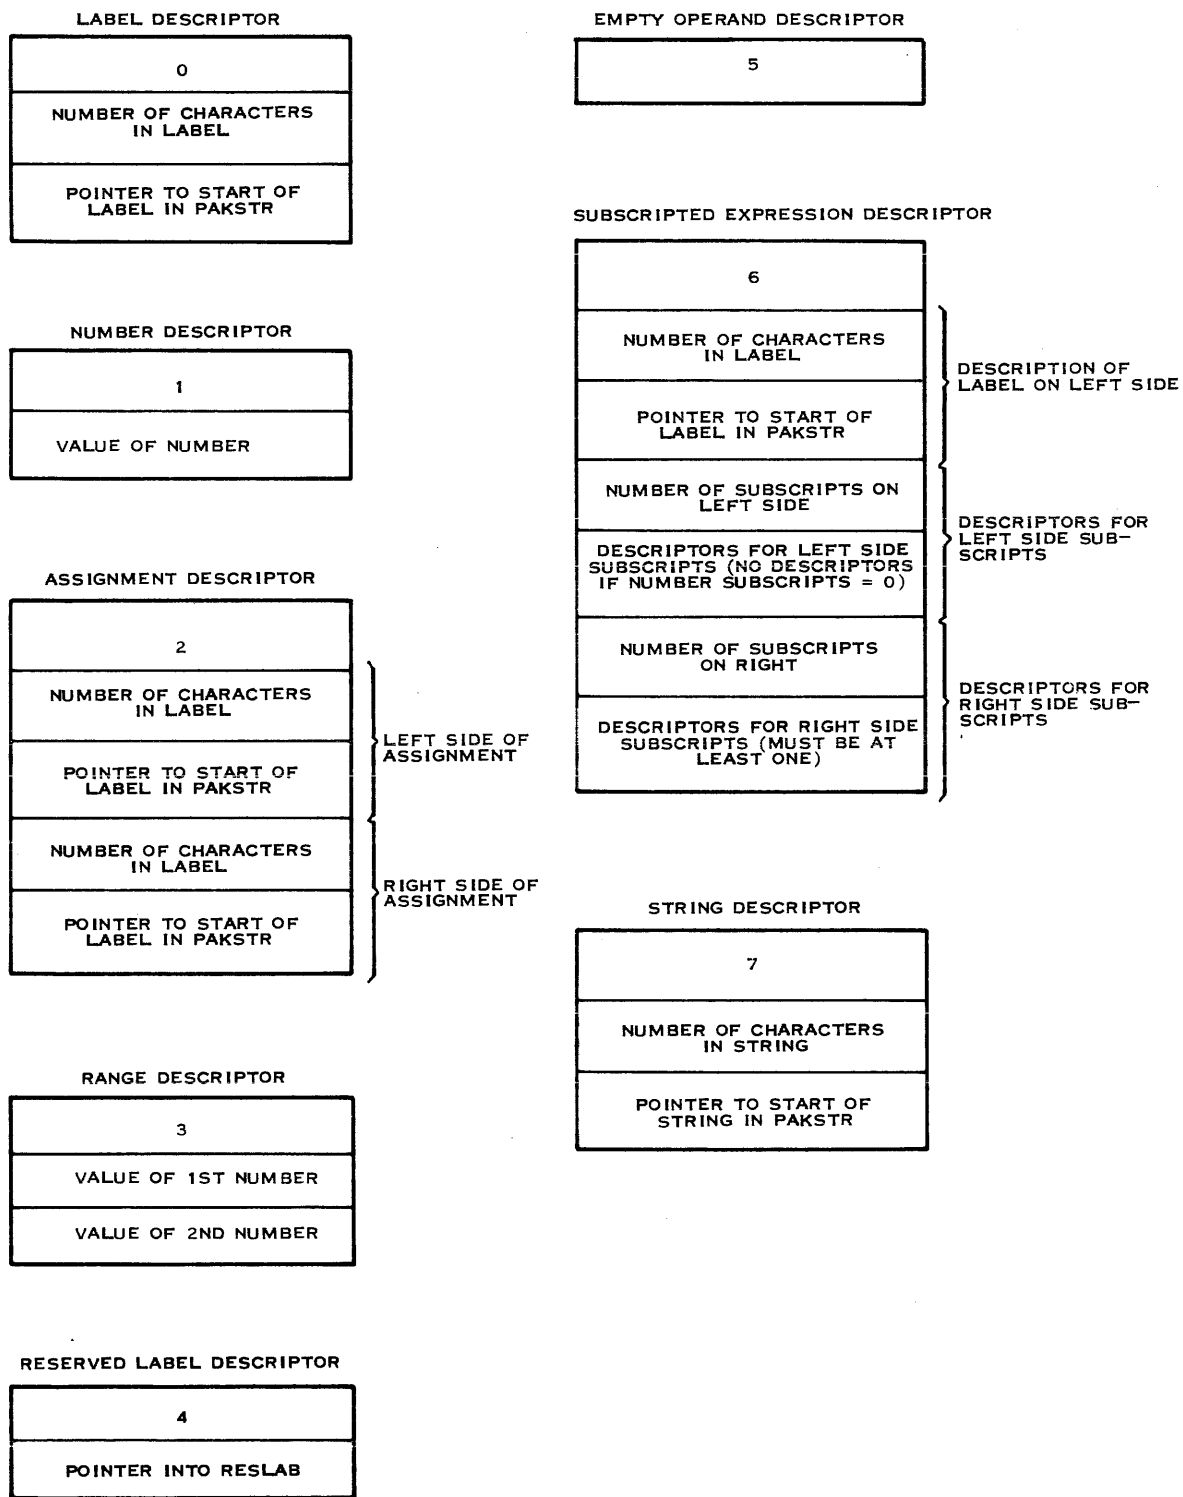 LABEL DESCRIPTOR
0
NUMBER OF CHARACTERS
IN LABEL
POINTER TO START OF
LABEL IN PAKSTR
NUMBER DESCRIPTOR
1
VALUE OF NUMBER
ASSIGNMENT DESCRIPTOR
2
NUMBER OF CHARACTERS
IN LABEL
POINTER TO START OF
LABEL IN PAKSTR
LEFT SIDE OF
ASSIGNMENT
NUMBER OF CHARACTERS
IN LABEL
POINTER TO START OF
LABEL IN PAKSTR
RIGHT SIDE OF
ASSIGNMENT
RANGE DESCRIPTOR
3
VALUE OF 1ST NUMBER
VALUE OF 2ND NUMBER
RESERVED LABEL DESCRIPTOR
4
POINTER INTO RESLAB
EMPTY OPERAND DESCRIPTOR
5
SUBSCRIPTED EXPRESSION DESCRIPTOR
6
NUMBER OF CHARACTERS
IN LABEL
POINTER TO START OF
LABEL IN PAKSTR
DESCRIPTION OF
LABEL ON LEFT SIDE
NUMBER OF SUBSCRIPTS ON
LEFT SIDE
DESCRIPTORS FOR LEFT SIDE
SUBSCRIPTS (NO DESCRIPTORS
IF NUMBER SUBSCRIPTS = 0)
DESCRIPTORS FOR
LEFT SIDE SUB-
SCRIPTS
NUMBER OF SUBSCRIPTS
ON RIGHT
DESCRIPTORS FOR RIGHT SIDE
SUBSCRIPTS (MUST BE AT
LEAST ONE)
DESCRIPTORS FOR
RIGHT SIDE SUB-
SCRIPTS
STRING DESCRIPTOR
7
NUMBER OF CHARACTERS
IN STRING
POINTER TO START OF
STRING IN PAKSTR